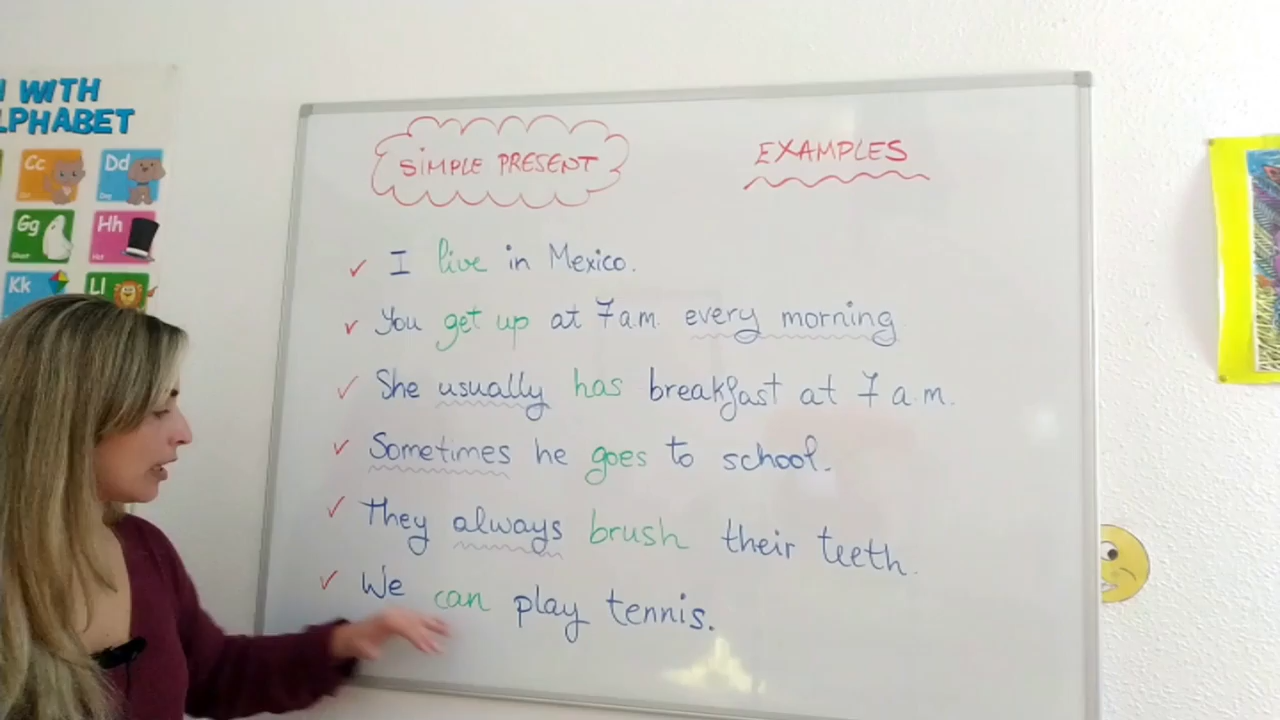 WITH
LPHABET
Cc
Dd
Gg
Hh
Kk
Ll
SIMPLE PRESENT
EXAMPLES
✓ I live in Mexico.
✓ You get up at 7 a.m. every morning
✓ She usually has breakfast at 7 a.m.
✓ Sometimes he goes to school.
✓ They always brush their teeth.
✓ We can play tennis.